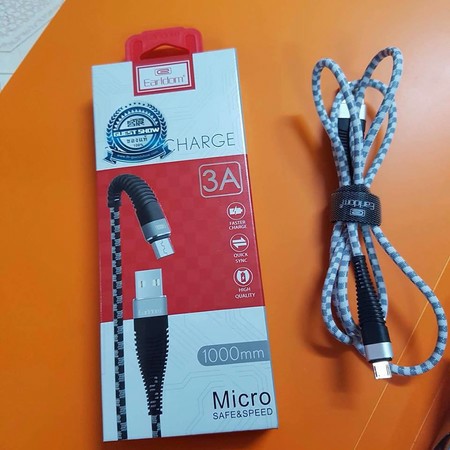 Earldom
GUEST SHOW
CHARGE
3A
FASTER
CHARGE
QUICK
SYNC
HIGH
QUALITY
1000mm
Micro
SAFE&SPEED
Earldom